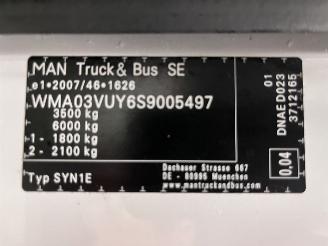 MAN Truck & Bus SE
e1*2007/46*1626
WMA03VUY6S9005497
3500 kg
6000 kg
1 - 1800 kg
2 - 2100 kg
Typ SYN1E
Dachauer Strasse 667
DE - 80995 Muenchen
www.mantruckandbus.com
01
DNAED023
3712165
0,04